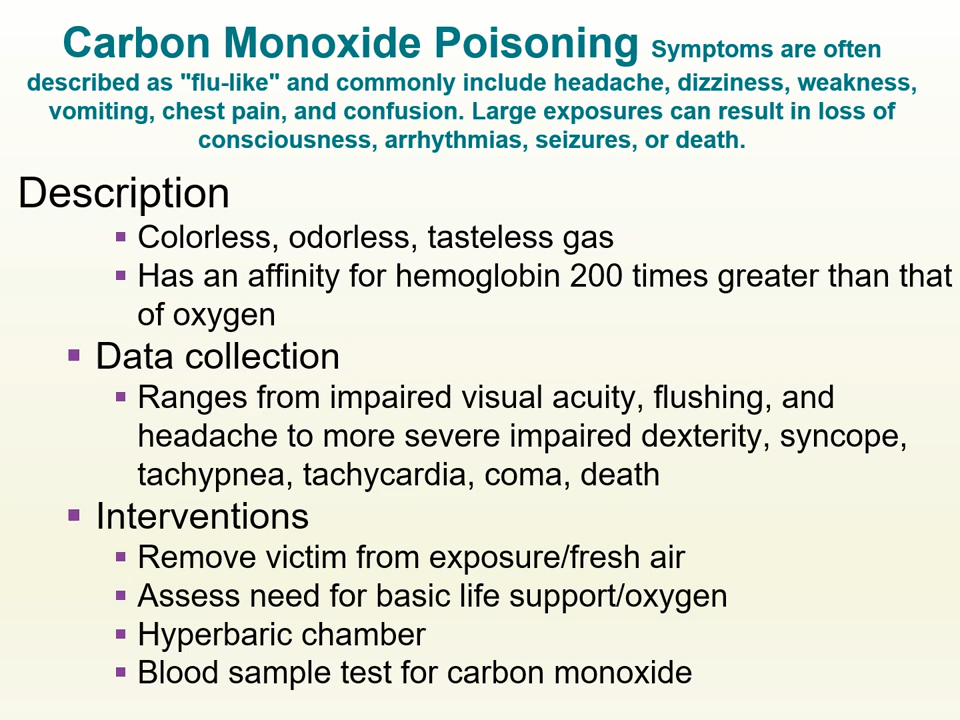 Carbon Monoxide Poisoning Symptoms are often
described as "flu-like" and commonly include headache, dizziness, weakness,
vomiting, chest pain, and confusion. Large exposures can result in loss of
consciousness, arrhythmias, seizures, or death.
Description
Colorless, odorless, tasteless gas
Has an affinity for hemoglobin 200 times greater than that
of oxygen
Data collection
Ranges from impaired visual acuity, flushing, and
headache to more severe impaired dexterity, syncope,
tachypnea, tachycardia, coma, death
Interventions
Remove victim from exposure/fresh air
Assess need for basic life support/oxygen
Hyperbaric chamber
Blood sample test for carbon monoxide